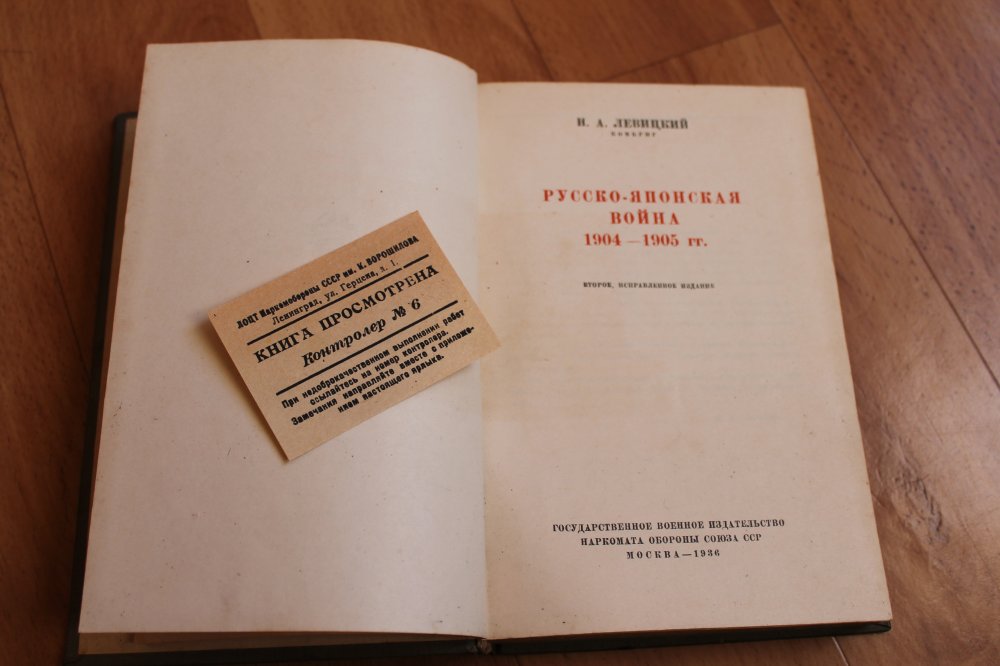 ЛОЦТ Наркомобороны СССР им. К. ВОРОШИЛОВА
Ленинград, ул. Герцена, д. 1.
КНИГА ПРОСМОТРЕНА
Контролер № 6
При недоброкачественном выполнении работ
ссылайтесь на номер контролера.
Замечания направляйте вместе с приложе-
нием настоящего ярлыка.
Н. А. ЛЕВИЦКИЙ
КОМБРИГ
РУССКО-ЯПОНСКАЯ
ВОЙНА
1904 — 1905 гг.
ВТОРОЕ, ИСПРАВЛЕННОЕ ИЗДАНИЕ
ГОСУДАРСТВЕННОЕ ВОЕННОЕ ИЗДАТЕЛЬСТВО
НАРКОМАТА ОБОРОНЫ СОЮЗА ССР
МОСКВА — 1936